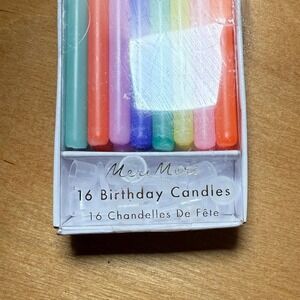 Meri Meri
16 Birthday Candles
16 Chandelles De Fête